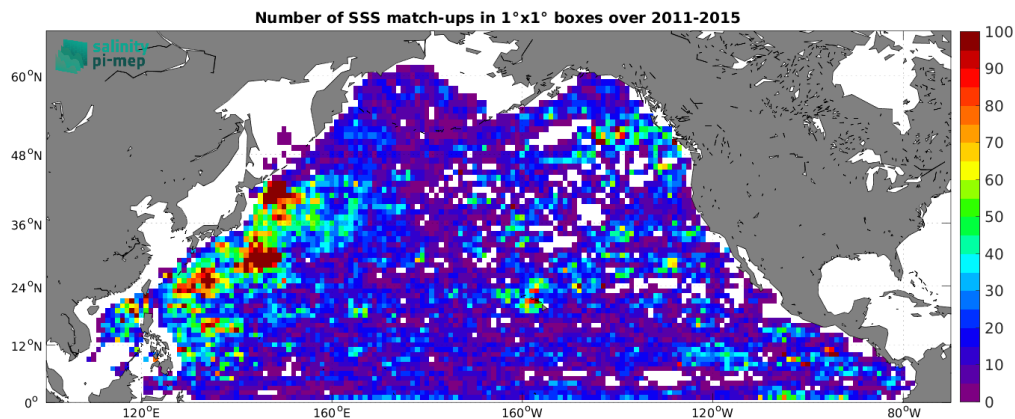 Number of SSS match-ups in 1°x1° boxes over 2011-2015
salinity
pi-mep
60°N
48°N
36°N
24°N
12°N
0°
120°E
160°E
160°W
120°W
80°W
100
90
80
70
60
50
40
30
20
10
0